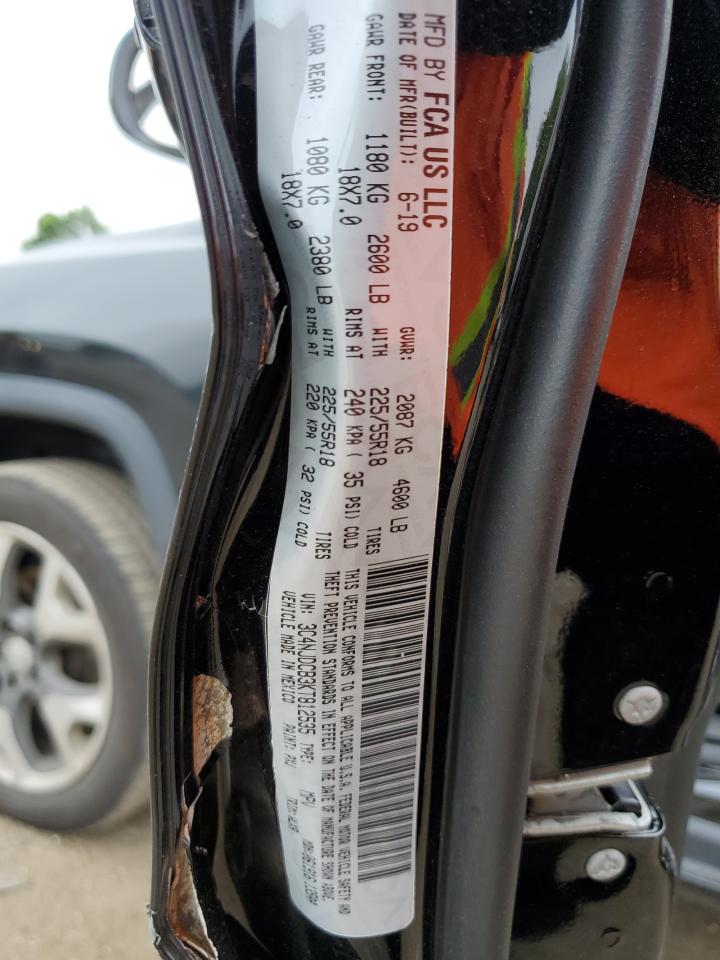 MFD BY FCA US LLC
DATE OF MFR(BUILT): 6-19 GVWR: 2087 KG 4600 LB
GAWR FRONT: 1180 KG 2600 LB WITH 225/55R18 TIRES
18X7.0 RIMS AT 240 KPA ( 35 PSI) COLD
GAWR REAR: 1080 KG 2380 LB WITH 225/55R18 TIRES
18X7.0 RIMS AT 220 KPA ( 32 PSI) COLD
THIS VEHICLE CONFORMS TO ALL APPLICABLE U.S.A. FEDERAL MOTOR VEHICLE SAFETY AND
THEFT PREVENTION STANDARDS IN EFFECT ON THE DATE OF MANUFACTURE SHOWN ABOVE.
VIN: 3C4NJDCB3KT812535 TYPE: MPV
VEHICLE MADE IN MEXICO PAINT: TRIM: